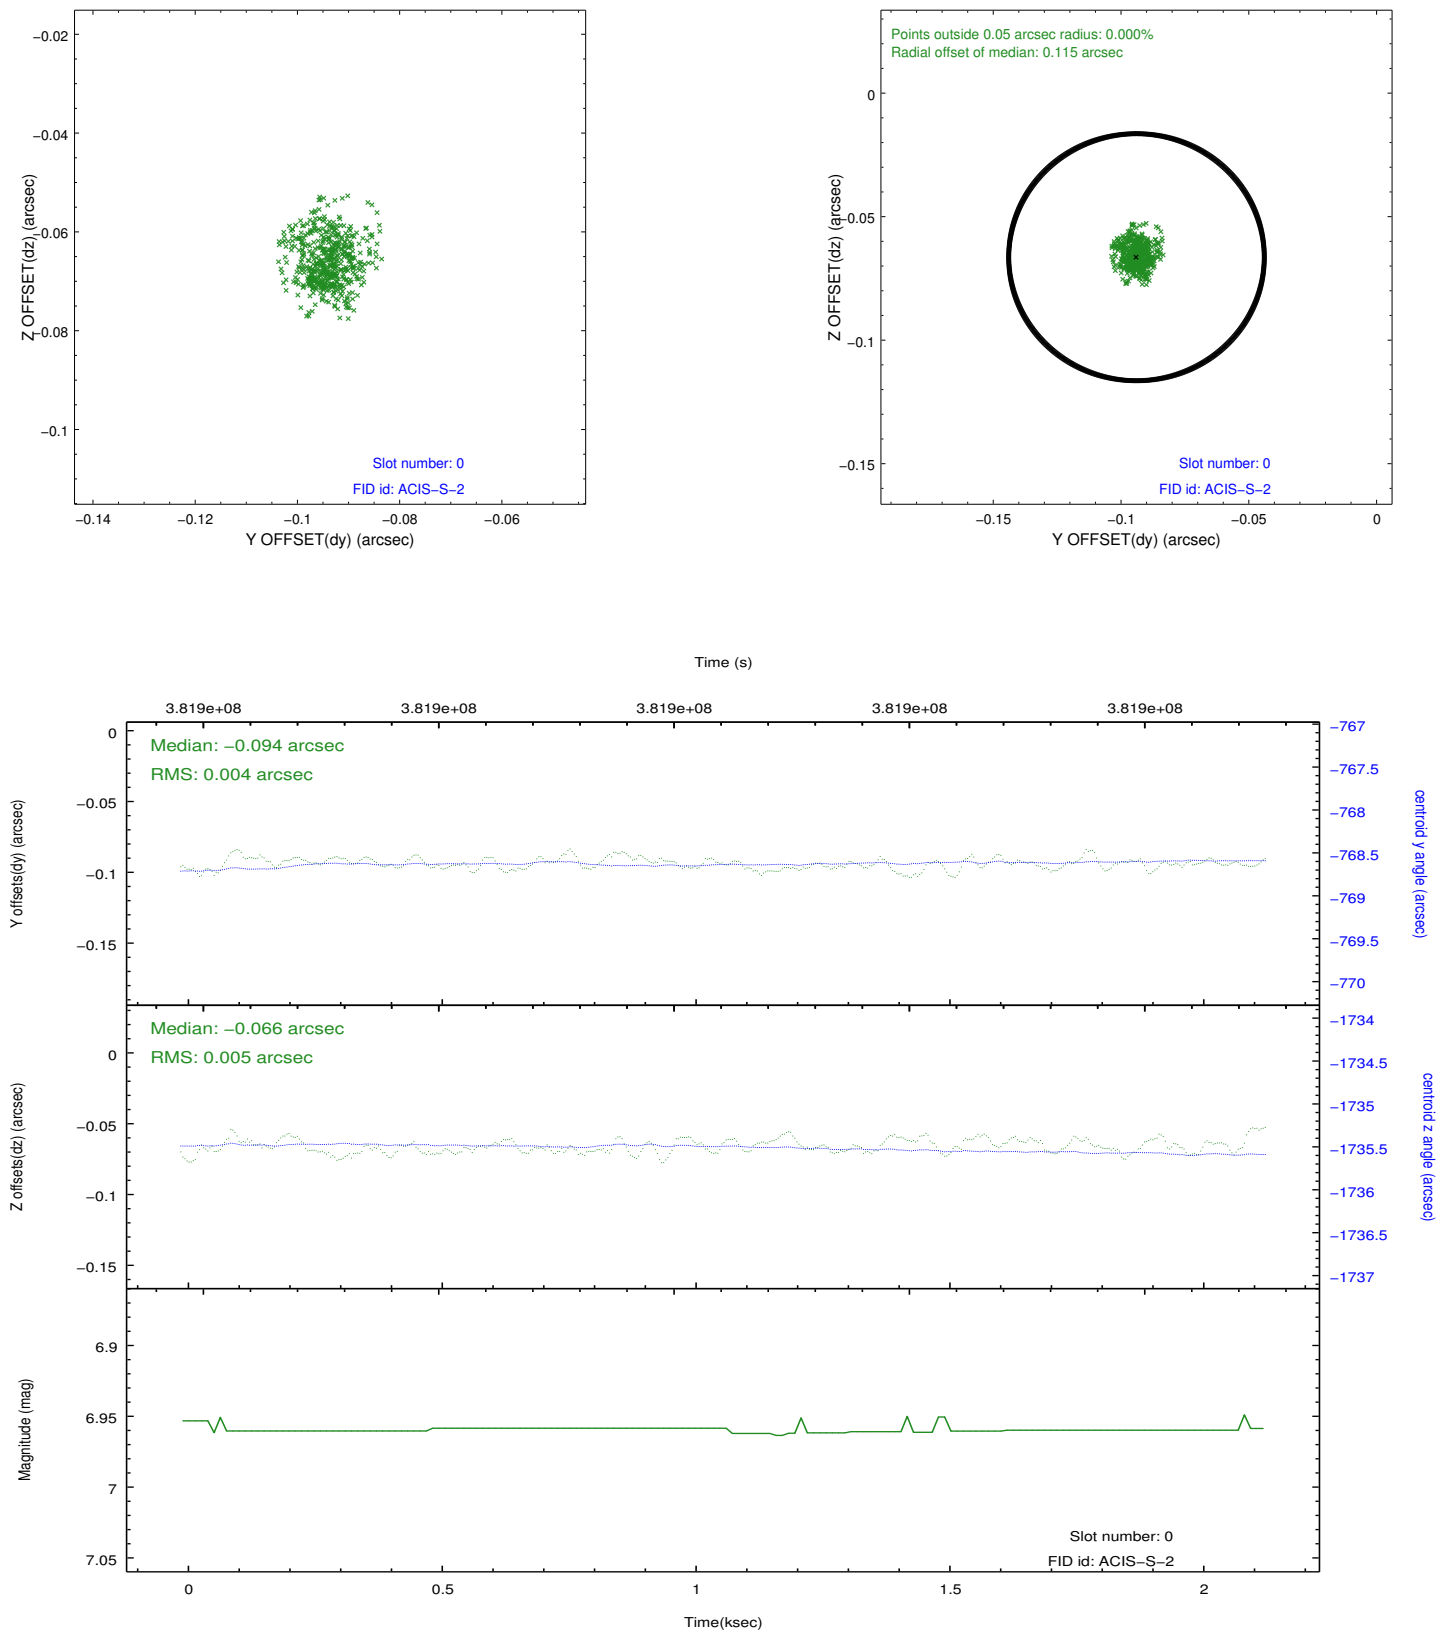 −0.02
−0.04
−0.06
−0.08
−0.1
Z OFFSET(dz) (arcsec)
Slot number: 0
FID id: ACIS−S−2
−0.14
−0.12
−0.1
−0.08
−0.06
Y OFFSET(dy) (arcsec)
Points outside 0.05 arcsec radius: 0.000%
Radial offset of median: 0.115 arcsec
0
−0.05
−0.1
−0.15
Z OFFSET(dz) (arcsec)
Slot number: 0
FID id: ACIS−S−2
−0.15
−0.1
−0.05
0
Y OFFSET(dy) (arcsec)
Time (s)
3.819e+08
3.819e+08
3.819e+08
3.819e+08
3.819e+08
Median: −0.094 arcsec
RMS: 0.004 arcsec
0
−0.05
−0.1
−0.15
Y offsets(dy) (arcsec)
−767
−767.5
−768
−768.5
−769
−769.5
−770
centroid y angle (arcsec)
Median: −0.066 arcsec
RMS: 0.005 arcsec
0
−0.05
−0.1
−0.15
Z offsets(dz) (arcsec)
−1734
−1734.5
−1735
−1735.5
−1736
−1736.5
−1737
centroid z angle (arcsec)
6.9
6.95
7
7.05
Magnitude (mag)
Slot number: 0
FID id: ACIS−S−2
0
0.5
1
1.5
2
Time(ksec)